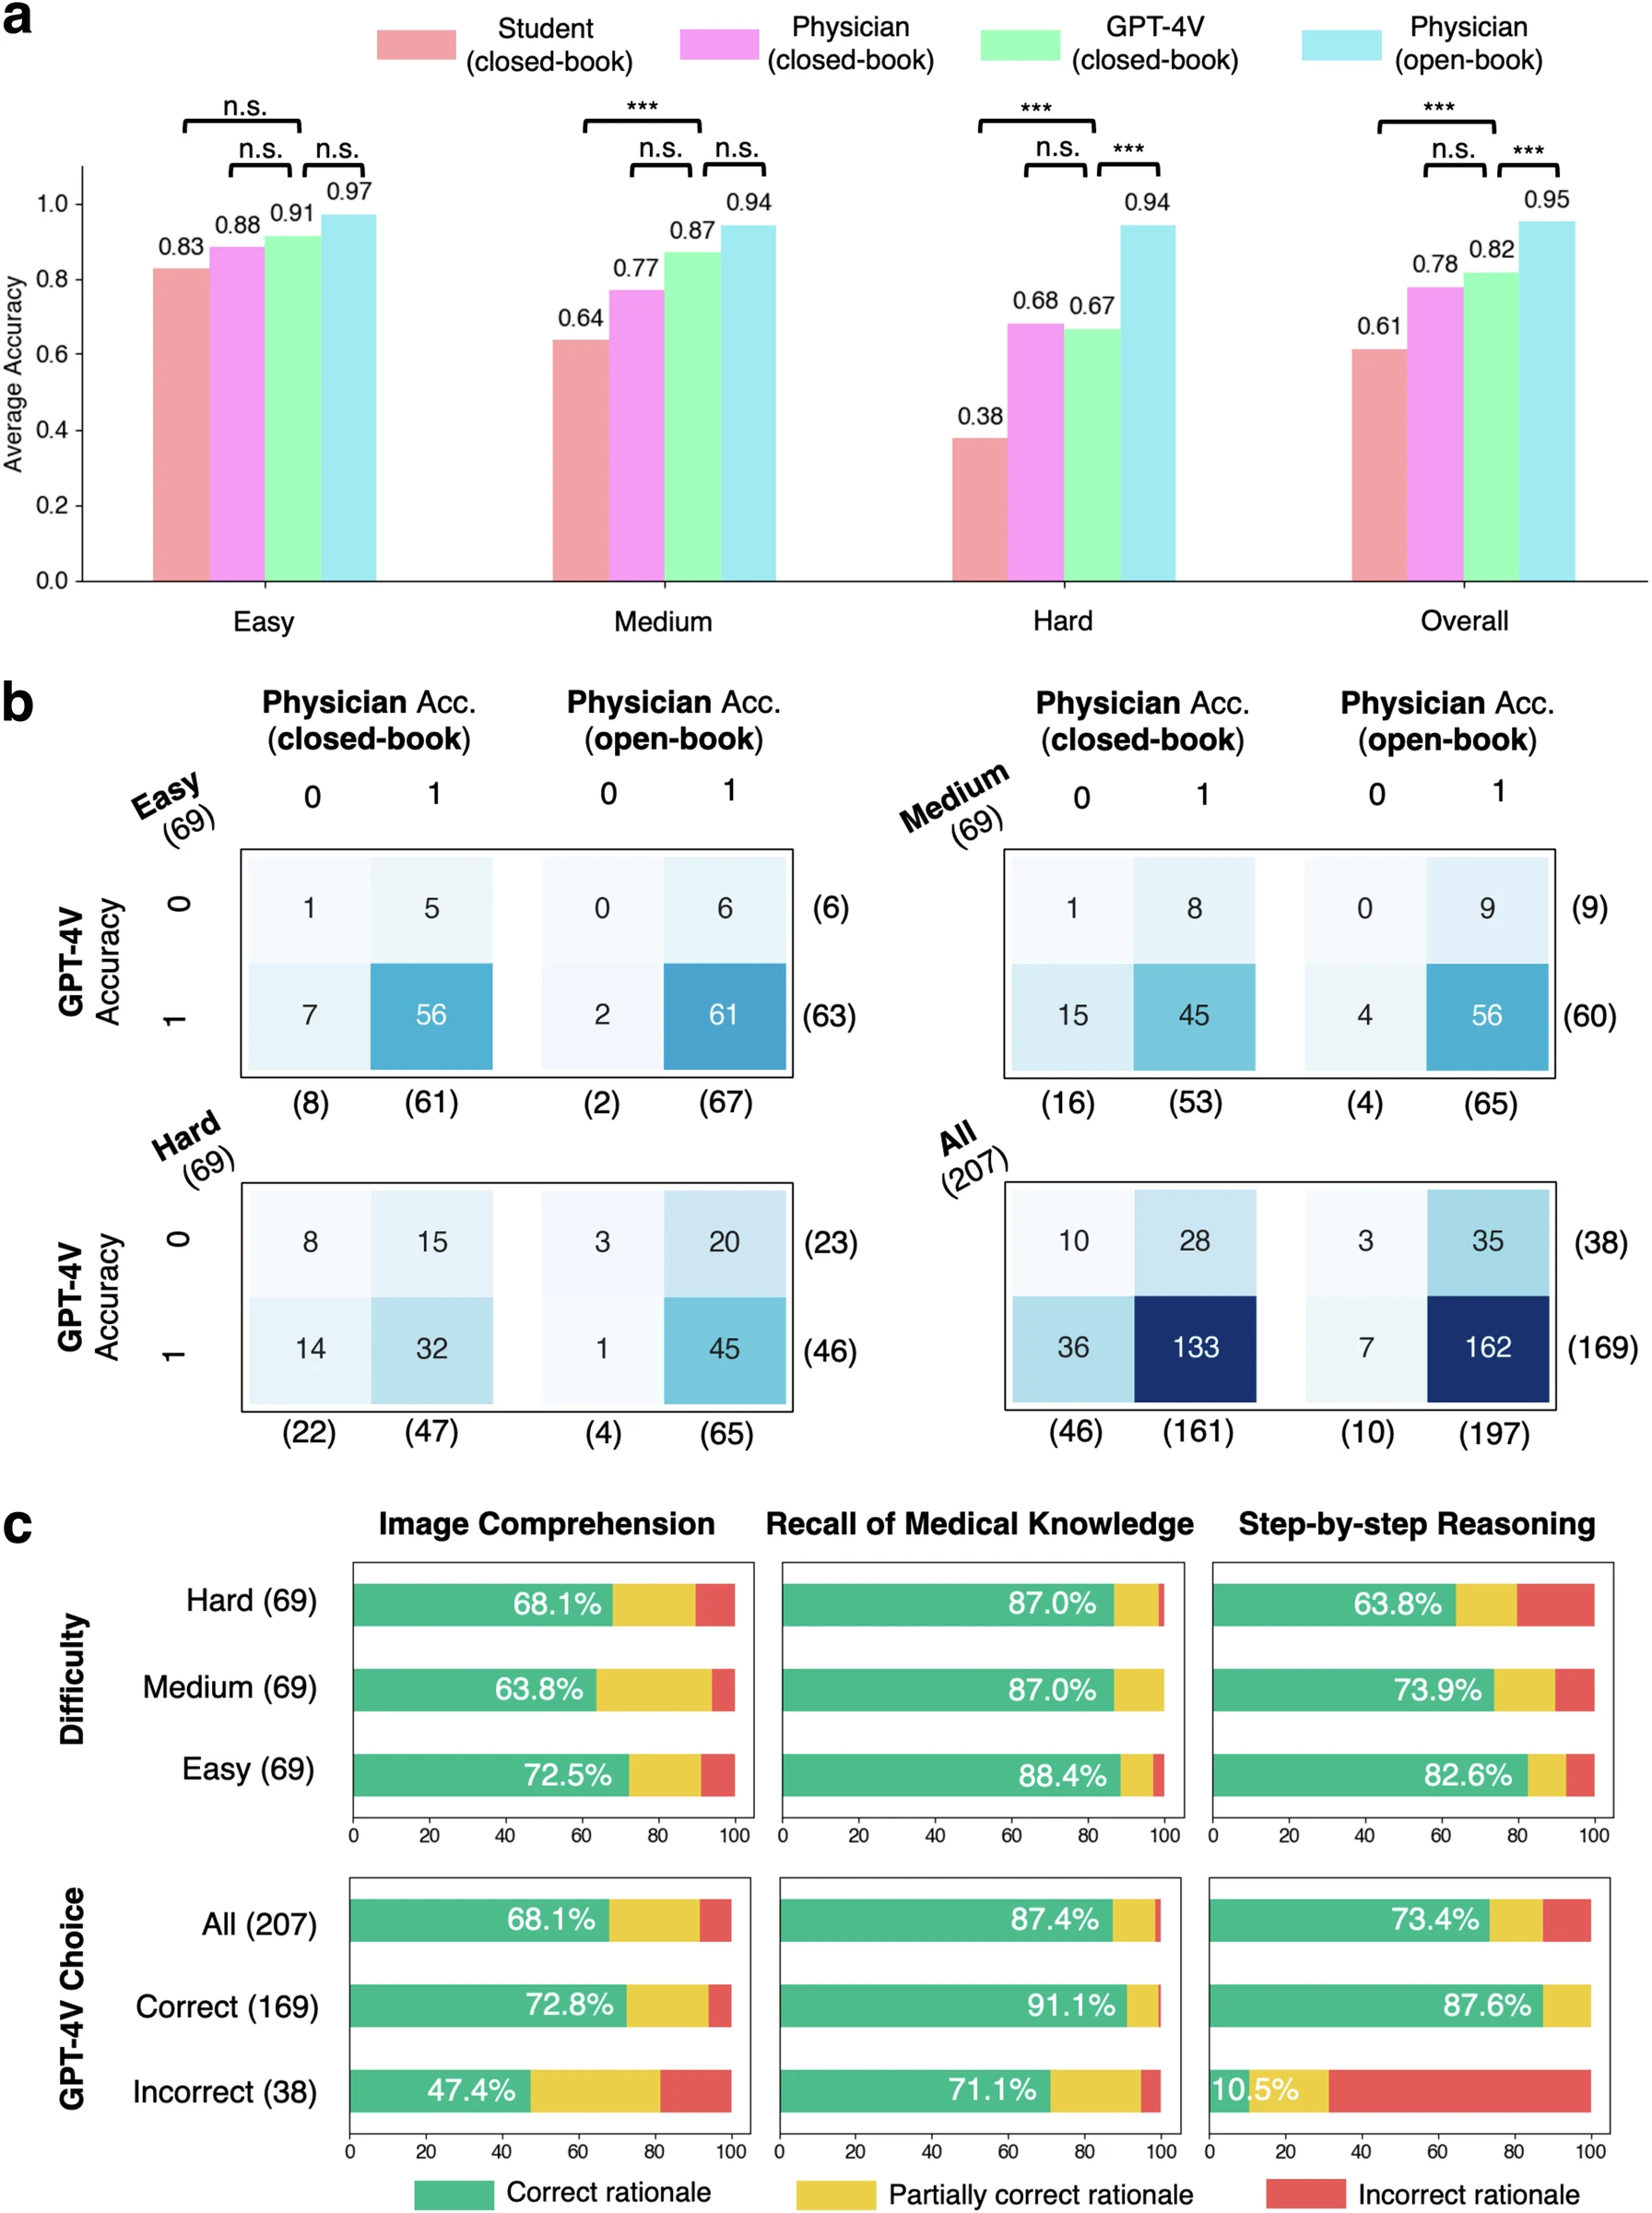 a
Student
(closed-book)
Physician
(closed-book)
GPT-4V
(closed-book)
Physician
(open-book)
n.s.
n.s.
n.s.
***
n.s.
n.s.
***
n.s.
***
***
n.s.
***
Average Accuracy
1.0
0.8
0.6
0.4
0.2
0.0
0.83
0.88
0.91
0.97
0.64
0.77
0.87
0.94
0.38
0.68
0.67
0.94
0.61
0.78
0.82
0.95
Easy
Medium
Hard
Overall
b
Physician Acc.
(closed-book)
Physician Acc.
(open-book)
Easy
(69)
0 1 0 1
GPT-4V
Accuracy
0 1 5 0 6 (6)
1 7 56 2 61 (63)
(8) (61) (2) (67)
Physician Acc.
(closed-book)
Physician Acc.
(open-book)
Medium
(69)
0 1 0 1
1 8 0 9 (9)
15 45 4 56 (60)
(16) (53) (4) (65)
Hard
(69)
GPT-4V
Accuracy
0 8 15 3 20 (23)
1 14 32 1 45 (46)
(22) (47) (4) (65)
All
(207)
10 28 3 35 (38)
36 133 7 162 (169)
(46) (161) (10) (197)
c
Image Comprehension
Recall of Medical Knowledge
Step-by-step Reasoning
Difficulty
Hard (69) 68.1% 87.0% 63.8%
Medium (69) 63.8% 87.0% 73.9%
Easy (69) 72.5% 88.4% 82.6%
0 20 40 60 80 100 0 20 40 60 80 100 0 20 40 60 80 100
GPT-4V Choice
All (207) 68.1% 87.4% 73.4%
Correct (169) 72.8% 91.1% 87.6%
Incorrect (38) 47.4% 71.1% 10.5%
0 20 40 60 80 100 0 20 40 60 80 100 0 20 40 60 80 100
Correct rationale
Partially correct rationale
Incorrect rationale